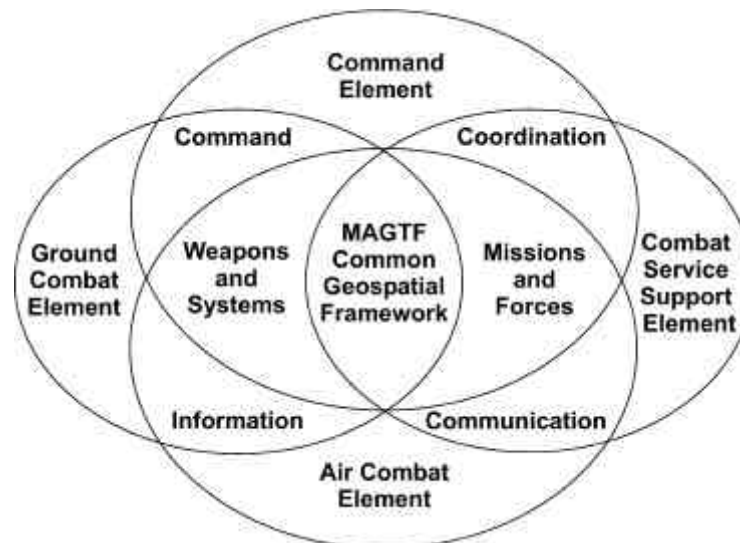 Command
Element
Command
Coordination
Ground
Combat
Element
Weapons
and
Systems
MAGTF
Common
Geospatial
Framework
Missions
and
Forces
Combat
Service
Support
Element
Information
Communication
Air Combat
Element